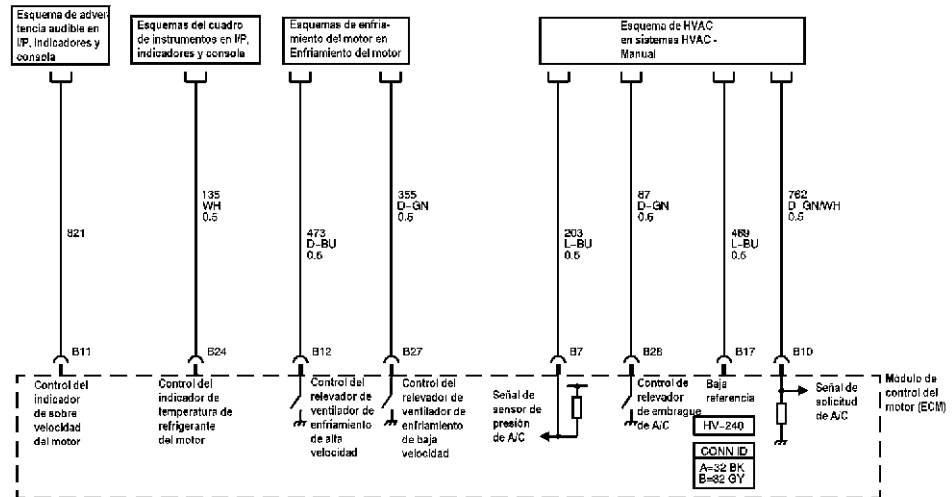 Esquema de adver-
tencia audible en
I/P, indicadores y
consola
Esquemas del cuadro
de instrumentos en I/P,
indicadores y consola
Esquemas de enfria-
miento del motor en
Enfriamiento del motor
Esquema de HVAC
en sistemas HVAC -
Manual
821
135
WH
0.5
473
D-BU
0.5
355
D-GN
0.5
203
L-BU
0.5
87
D-GN
0.5
469
L-BU
0.5
762
D GN/WH
0.5
B11
B24
B12
B27
B7
B28
B17
B10
Control del
indicador
de sobre
velocidad
del motor
Control del
indicador de
temperatura de
refrigerante
del motor
Control del
relevador de
ventilador de
enfriamiento
de alta
velocidad
Control del
relevador de
ventilador de
enfriamiento
de baja
velocidad
Señal de
sensor de
presión
de A/C
Control de
relevador
de embrague
de A/C
Baja
referencia
HV-240
CONN ID
A=32 BK
B=32 GY
Señal de
solicitud
de A/C
Módulo de
control del
motor (ECM)